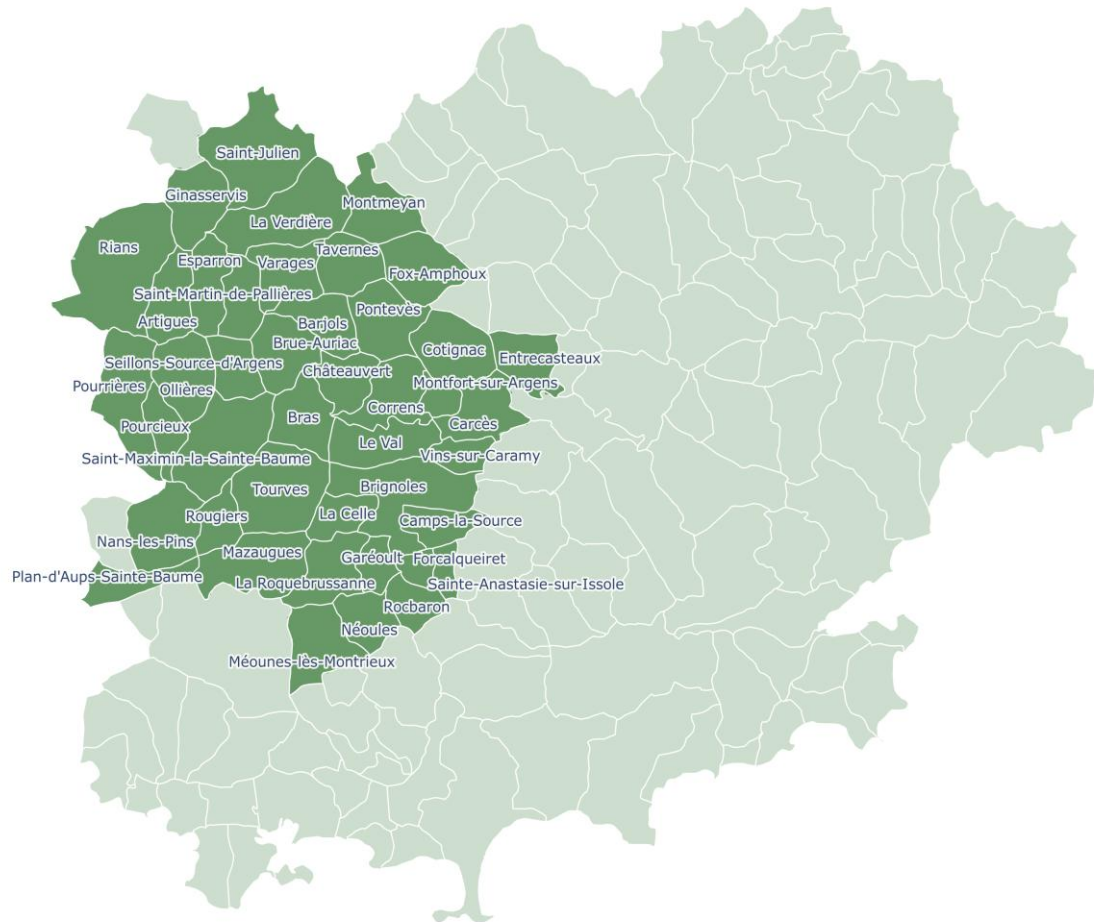 Saint-Julien
Ginasservis
Montmeyan
La Verdière
Rians
Tavernes
Esparron
Varages
Fox-Amphoux
Saint-Martin-de-Pallières
Pontevès
Artigues
Barjols
Brue-Auriac
Cotignac
Entrecasteaux
Seillons-Source-d'Argens
Châteauvert
Pourrières
Ollières
Montfort-sur-Argens
Correns
Bras
Carcès
Pourcieux
Le Val
Vins-sur-Caramy
Saint-Maximin-la-Sainte-Baume
Brignoles
Tourves
La Celle
Rougiers
Camps-la-Source
Nans-les-Pins
Mazaugues
Garéoult
Forcalqueiret
Plan-d'Aups-Sainte-Baume
La Roquebrussanne
Sainte-Anastasie-sur-Issole
Rocbaron
Néoules
Méounes-lès-Montrieux